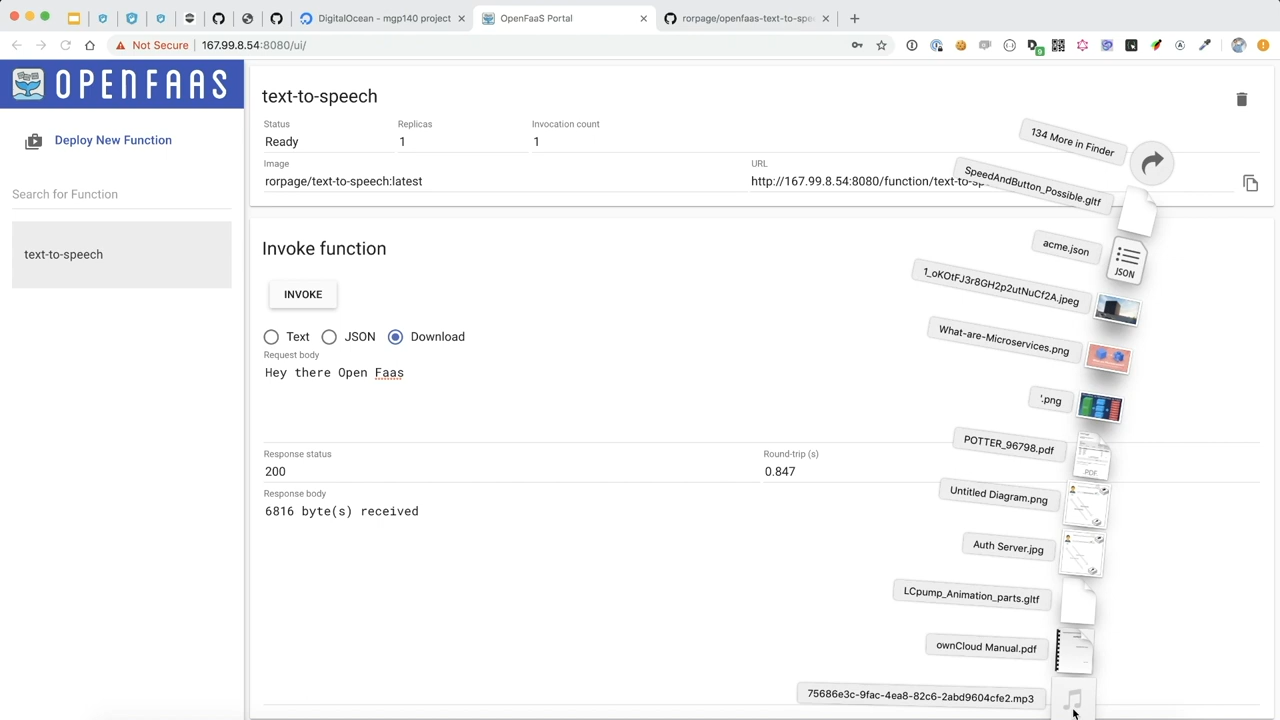 DigitalOcean - mgp140 project
OpenFaaS Portal
rorpage/openfaas-text-to-spe
Not Secure
167.99.8.54:8080/ui/
9
OPENFAAS
Deploy New Function
Search for Function
text-to-speech
text-to-speech
Status
Replicas
Invocation count
Ready
1
1
Image
URL
rorpage/text-to-speech:latest
http://167.99.8.54:8080/function/text-to-sp
Invoke function
INVOKE
Text
JSON
Download
Request body
Hey there Open Faas
Response status
Round-trip (s)
200
0.847
Response body
6816 byte(s) received
134 More in Finder
SpeedAndButton_Possible.gltf
acme.json
JSON
1_oKOtFJ3r8GH2p2utNuCf2A.jpeg
What-are-Microservices.png
'.png
POTTER_96798.pdf
PDF
Untitled Diagram.png
Auth Server.jpg
LCpump_Animation_parts.gltf
ownCloud Manual.pdf
75686e3c-9fac-4ea8-82c6-2abd9604cfe2.mp3